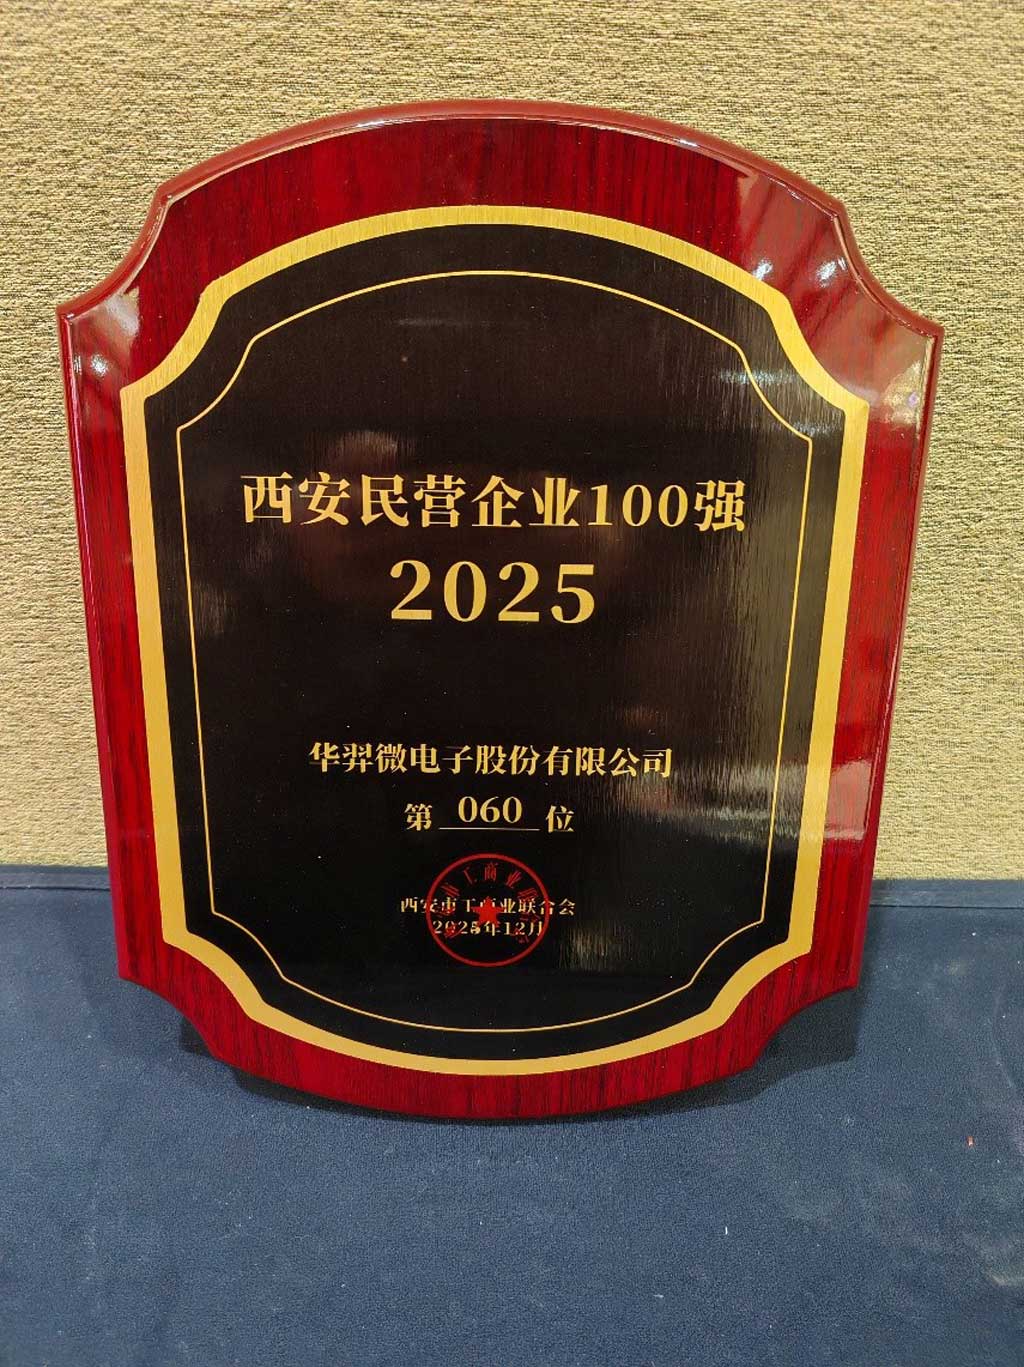 西安民营企业100强
2025
华羿微电子股份有限公司
第 060 位
西安市工商业联合会
2025年12月